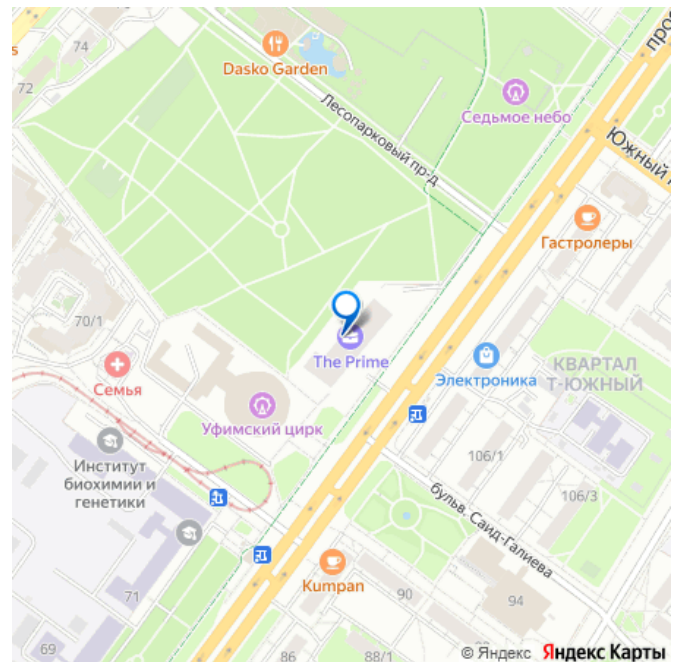 74
s
72
Dasko Garden
Лесопарковый пр-д
Седьмое небо
Южный
Гастролеры
70/1
Семья
The Prime
Уфимский цирк
Электроника
КВАРТАЛ
Т-ЮЖНЫЙ
Институт
биохимии и
генетики
106/1
106/3
бульв. Саид-Галиева
71
Kumpan
90
94
69
86
88/1
© Яндекс Яндекс Карты